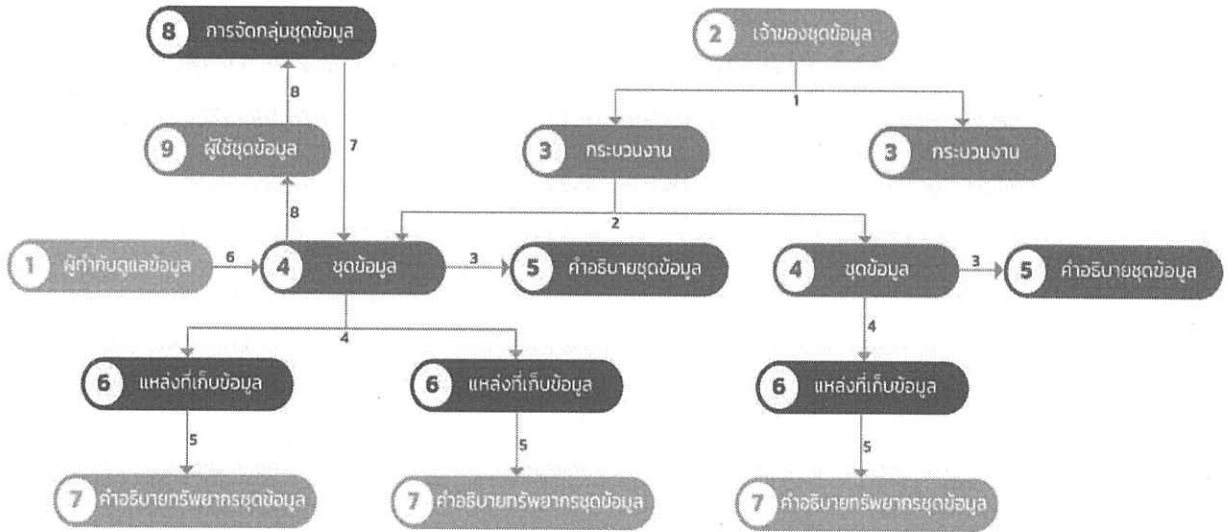 8 การจัดกลุ่มชุดข้อมูล
2 เจ้าของชุดข้อมูล
8
1
9 ผู้ใช้ชุดข้อมูล
7
3 กระบวนงาน
3 กระบวนงาน
8
2
1 ผู้กำกับดูแลข้อมูล
6
4 ชุดข้อมูล
3
5 คำอธิบายชุดข้อมูล
4 ชุดข้อมูล
3
5 คำอธิบายชุดข้อมูล
4
4
6 แหล่งที่เก็บข้อมูล
6 แหล่งที่เก็บข้อมูล
6 แหล่งที่เก็บข้อมูล
5
5
5
7 คำอธิบายทรัพยากรชุดข้อมูล
7 คำอธิบายทรัพยากรชุดข้อมูล
7 คำอธิบายทรัพยากรชุดข้อมูล